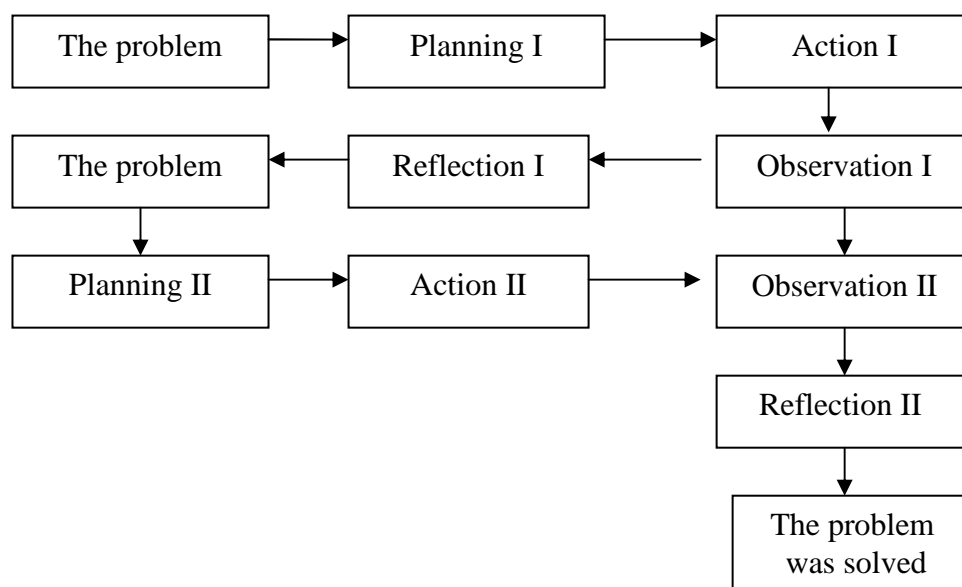 The problem
Planning I
Action I
The problem
Reflection I
Observation I
Planning II
Action II
Observation II
Reflection II
The problem
was solved